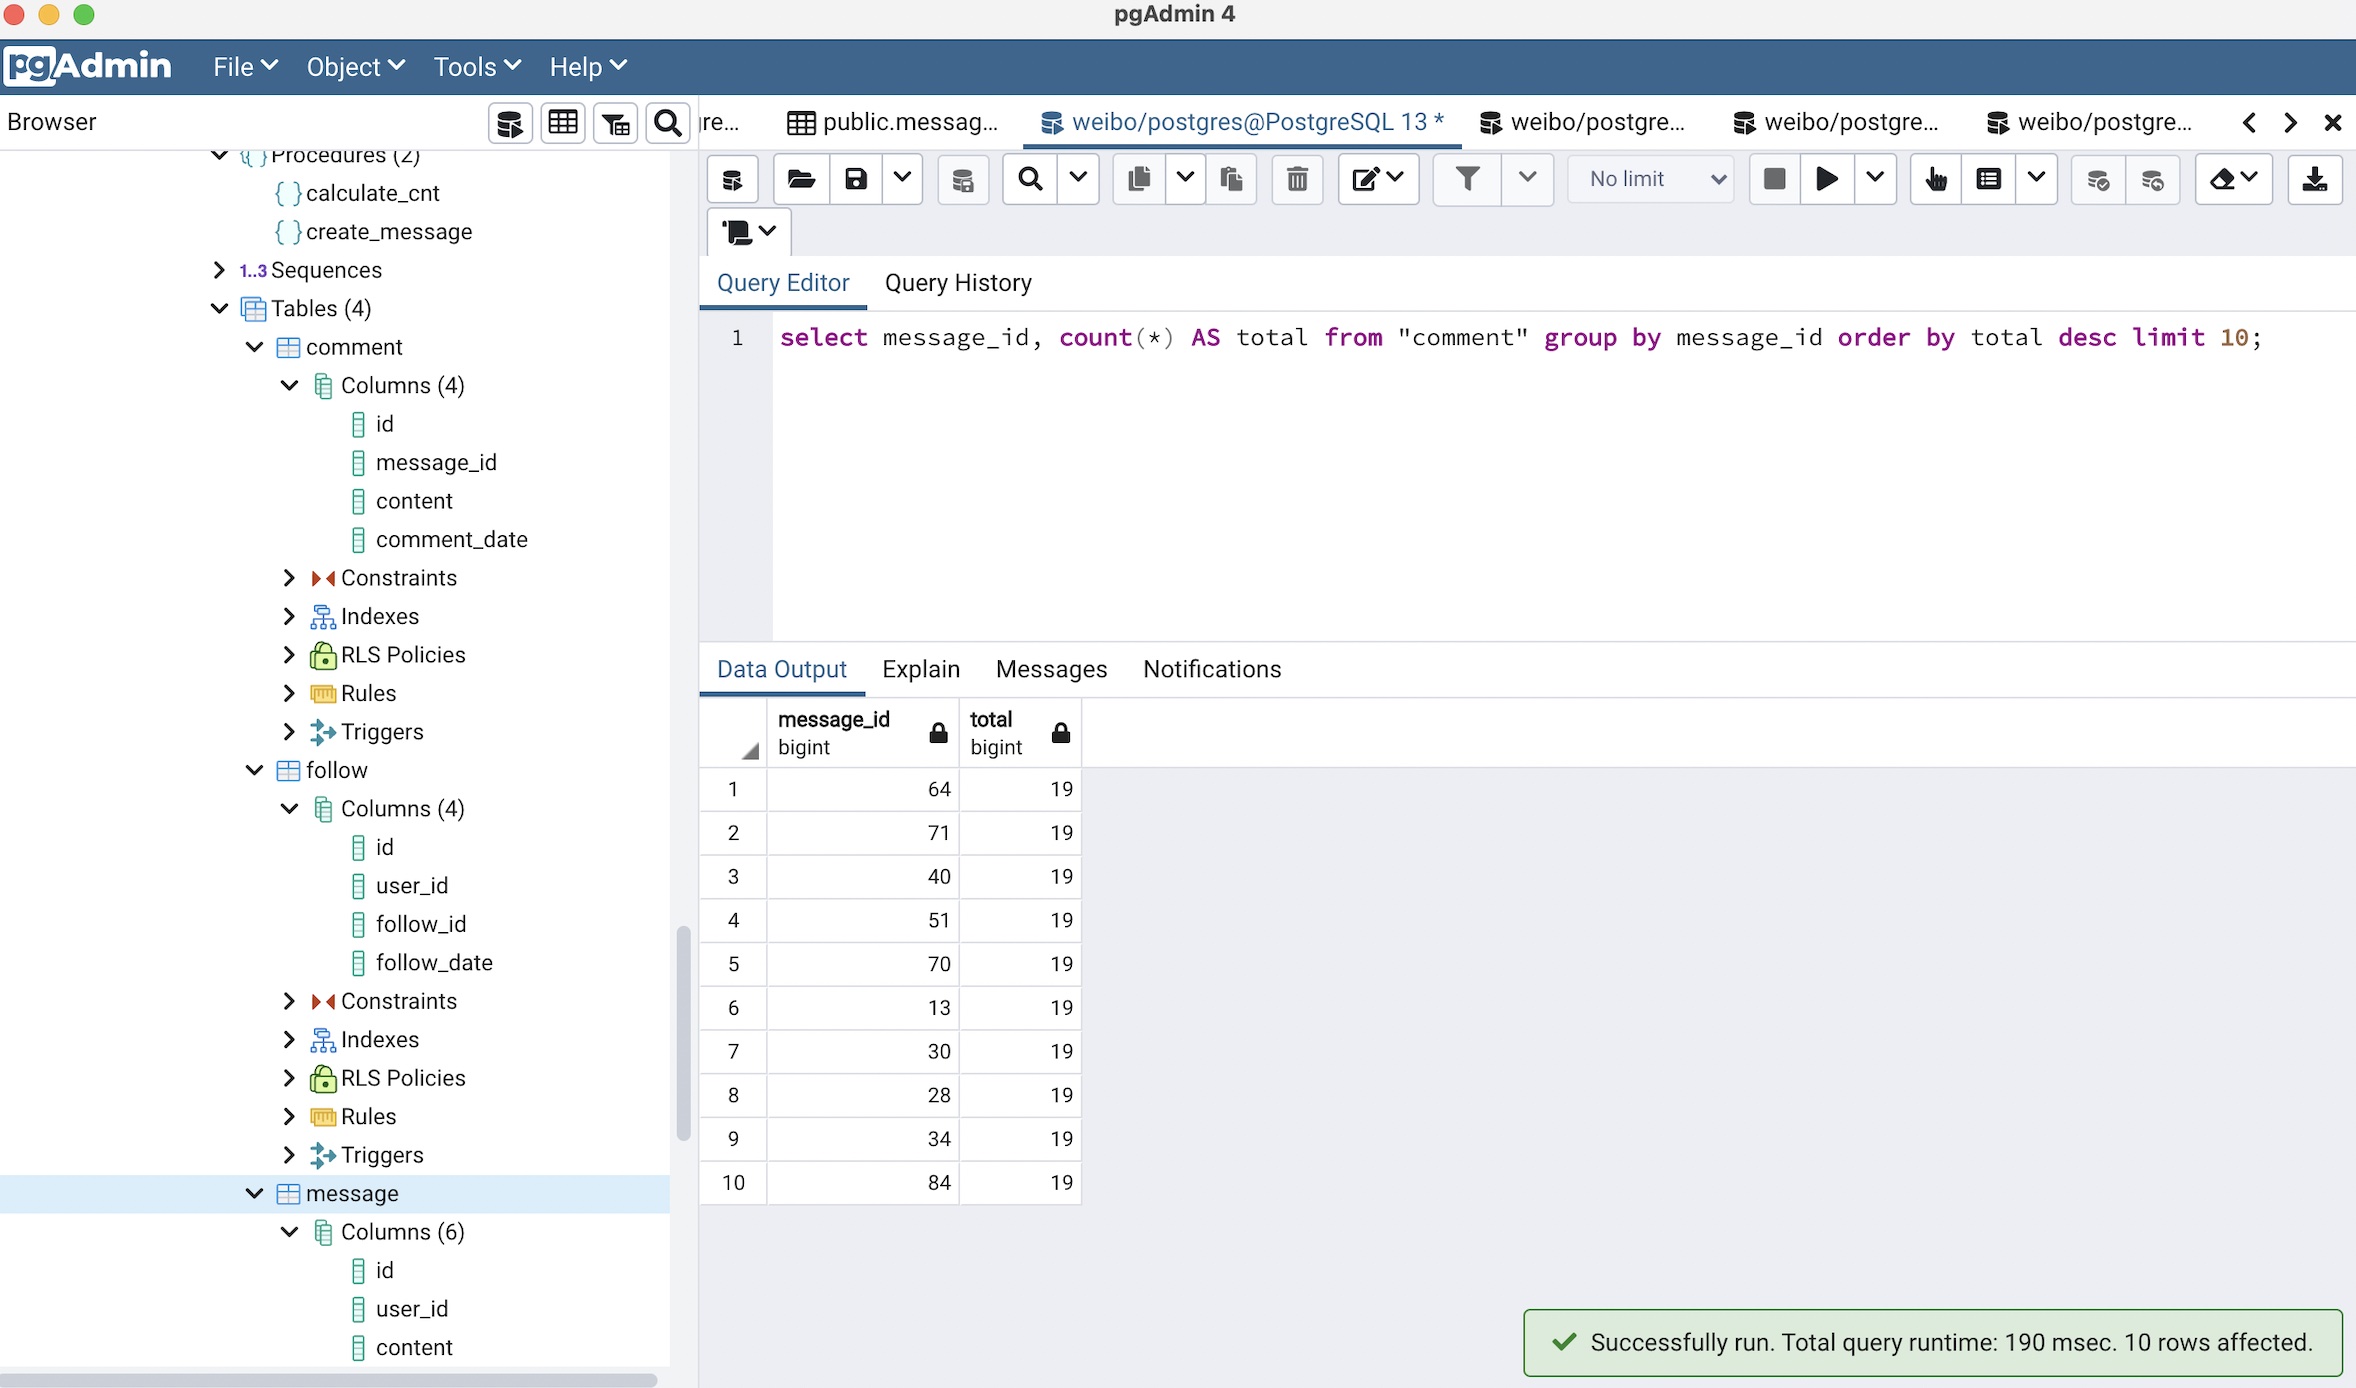 pgAdmin 4
pgAdmin File Object Tools Help
Browser
re... public.messag... weibo/postgres@PostgreSQL 13 * weibo/postgre... weibo/postgre... weibo/postgre...
No limit
Procedures (2)
calculate_cnt
create_message
1..3 Sequences
Tables (4)
comment
Columns (4)
id
message_id
content
comment_date
Constraints
Indexes
RLS Policies
Rules
Triggers
follow
Columns (4)
id
user_id
follow_id
follow_date
Constraints
Indexes
RLS Policies
Rules
Triggers
message
Columns (6)
id
user_id
content
Query Editor Query History
1 select message_id, count(*) AS total from "comment" group by message_id order by total desc limit 10;
Data Output Explain Messages Notifications
message_id total
bigint bigint
1 64 19
2 71 19
3 40 19
4 51 19
5 70 19
6 13 19
7 30 19
8 28 19
9 34 19
10 84 19
Successfully run. Total query runtime: 190 msec. 10 rows affected.